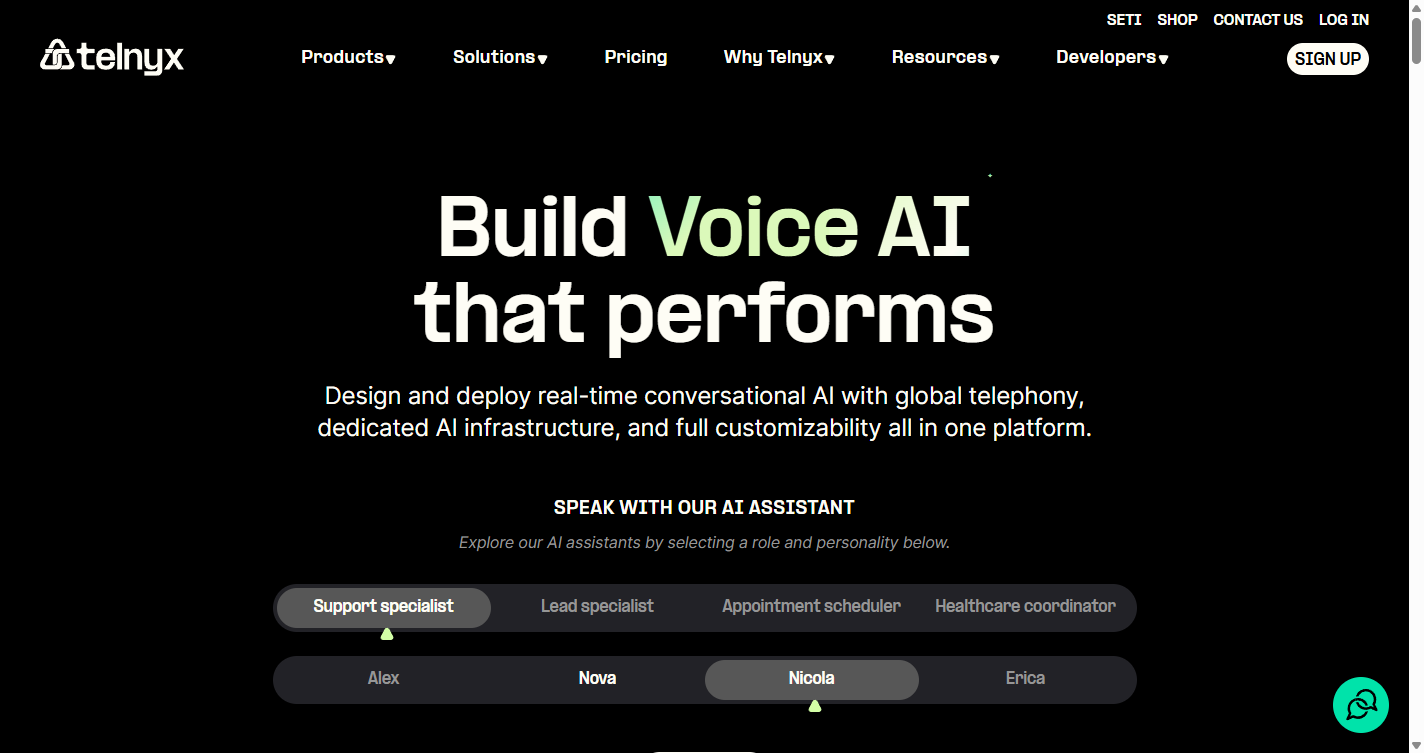 SETI SHOP CONTACT US LOG IN
telnyx Products Solutions Pricing Why Telnyx Resources Developers SIGN UP
Build Voice AI
that performs
Design and deploy real-time conversational AI with global telephony,
dedicated AI infrastructure, and full customizability all in one platform.
SPEAK WITH OUR AI ASSISTANT
Explore our AI assistants by selecting a role and personality below.
Support specialist Lead specialist Appointment scheduler Healthcare coordinator
Alex Nova Nicola Erica